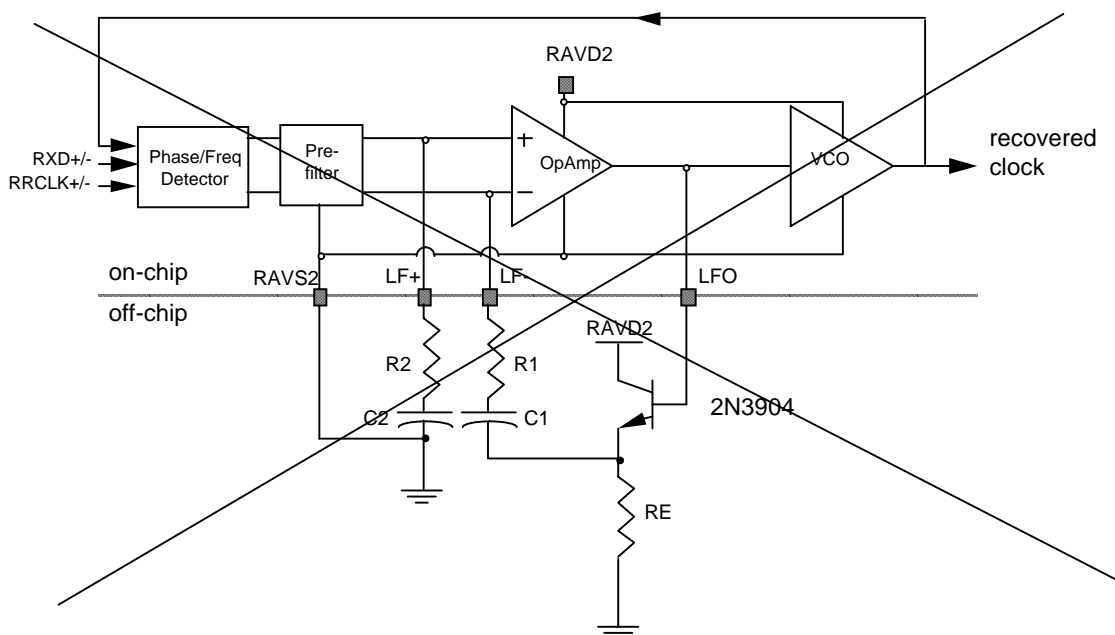 RAVD2
RXD+/-
RRCLK+/-
Phase/Freq
Detector
Pre-
filter
+
−
OpAmp
VCO
recovered
clock
on-chip
off-chip
RAVS2
LF+
LF-
LFO
RAVD2
R2
R1
C2
C1
2N3904
RE